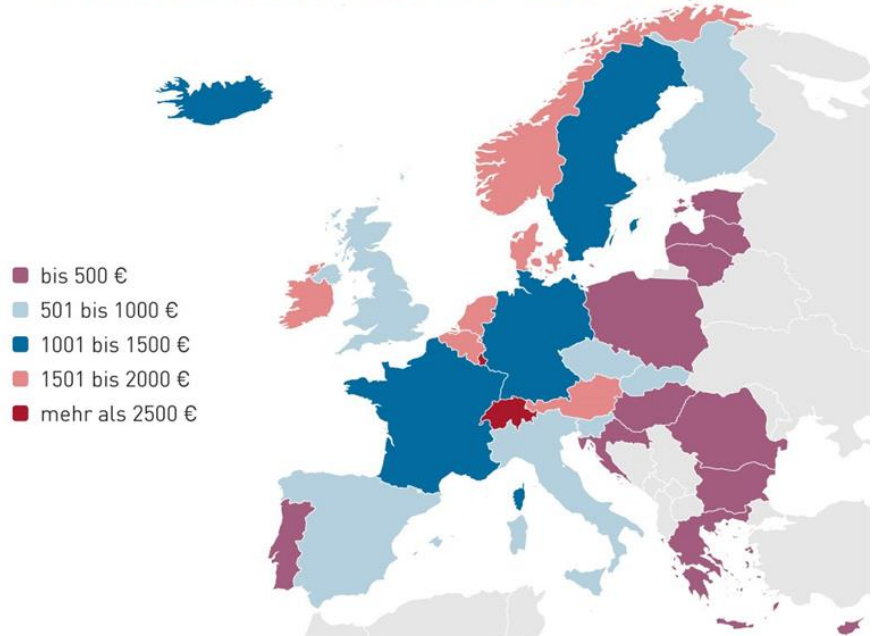 bis 500 €
501 bis 1000 €
1001 bis 1500 €
1501 bis 2000 €
mehr als 2500 €